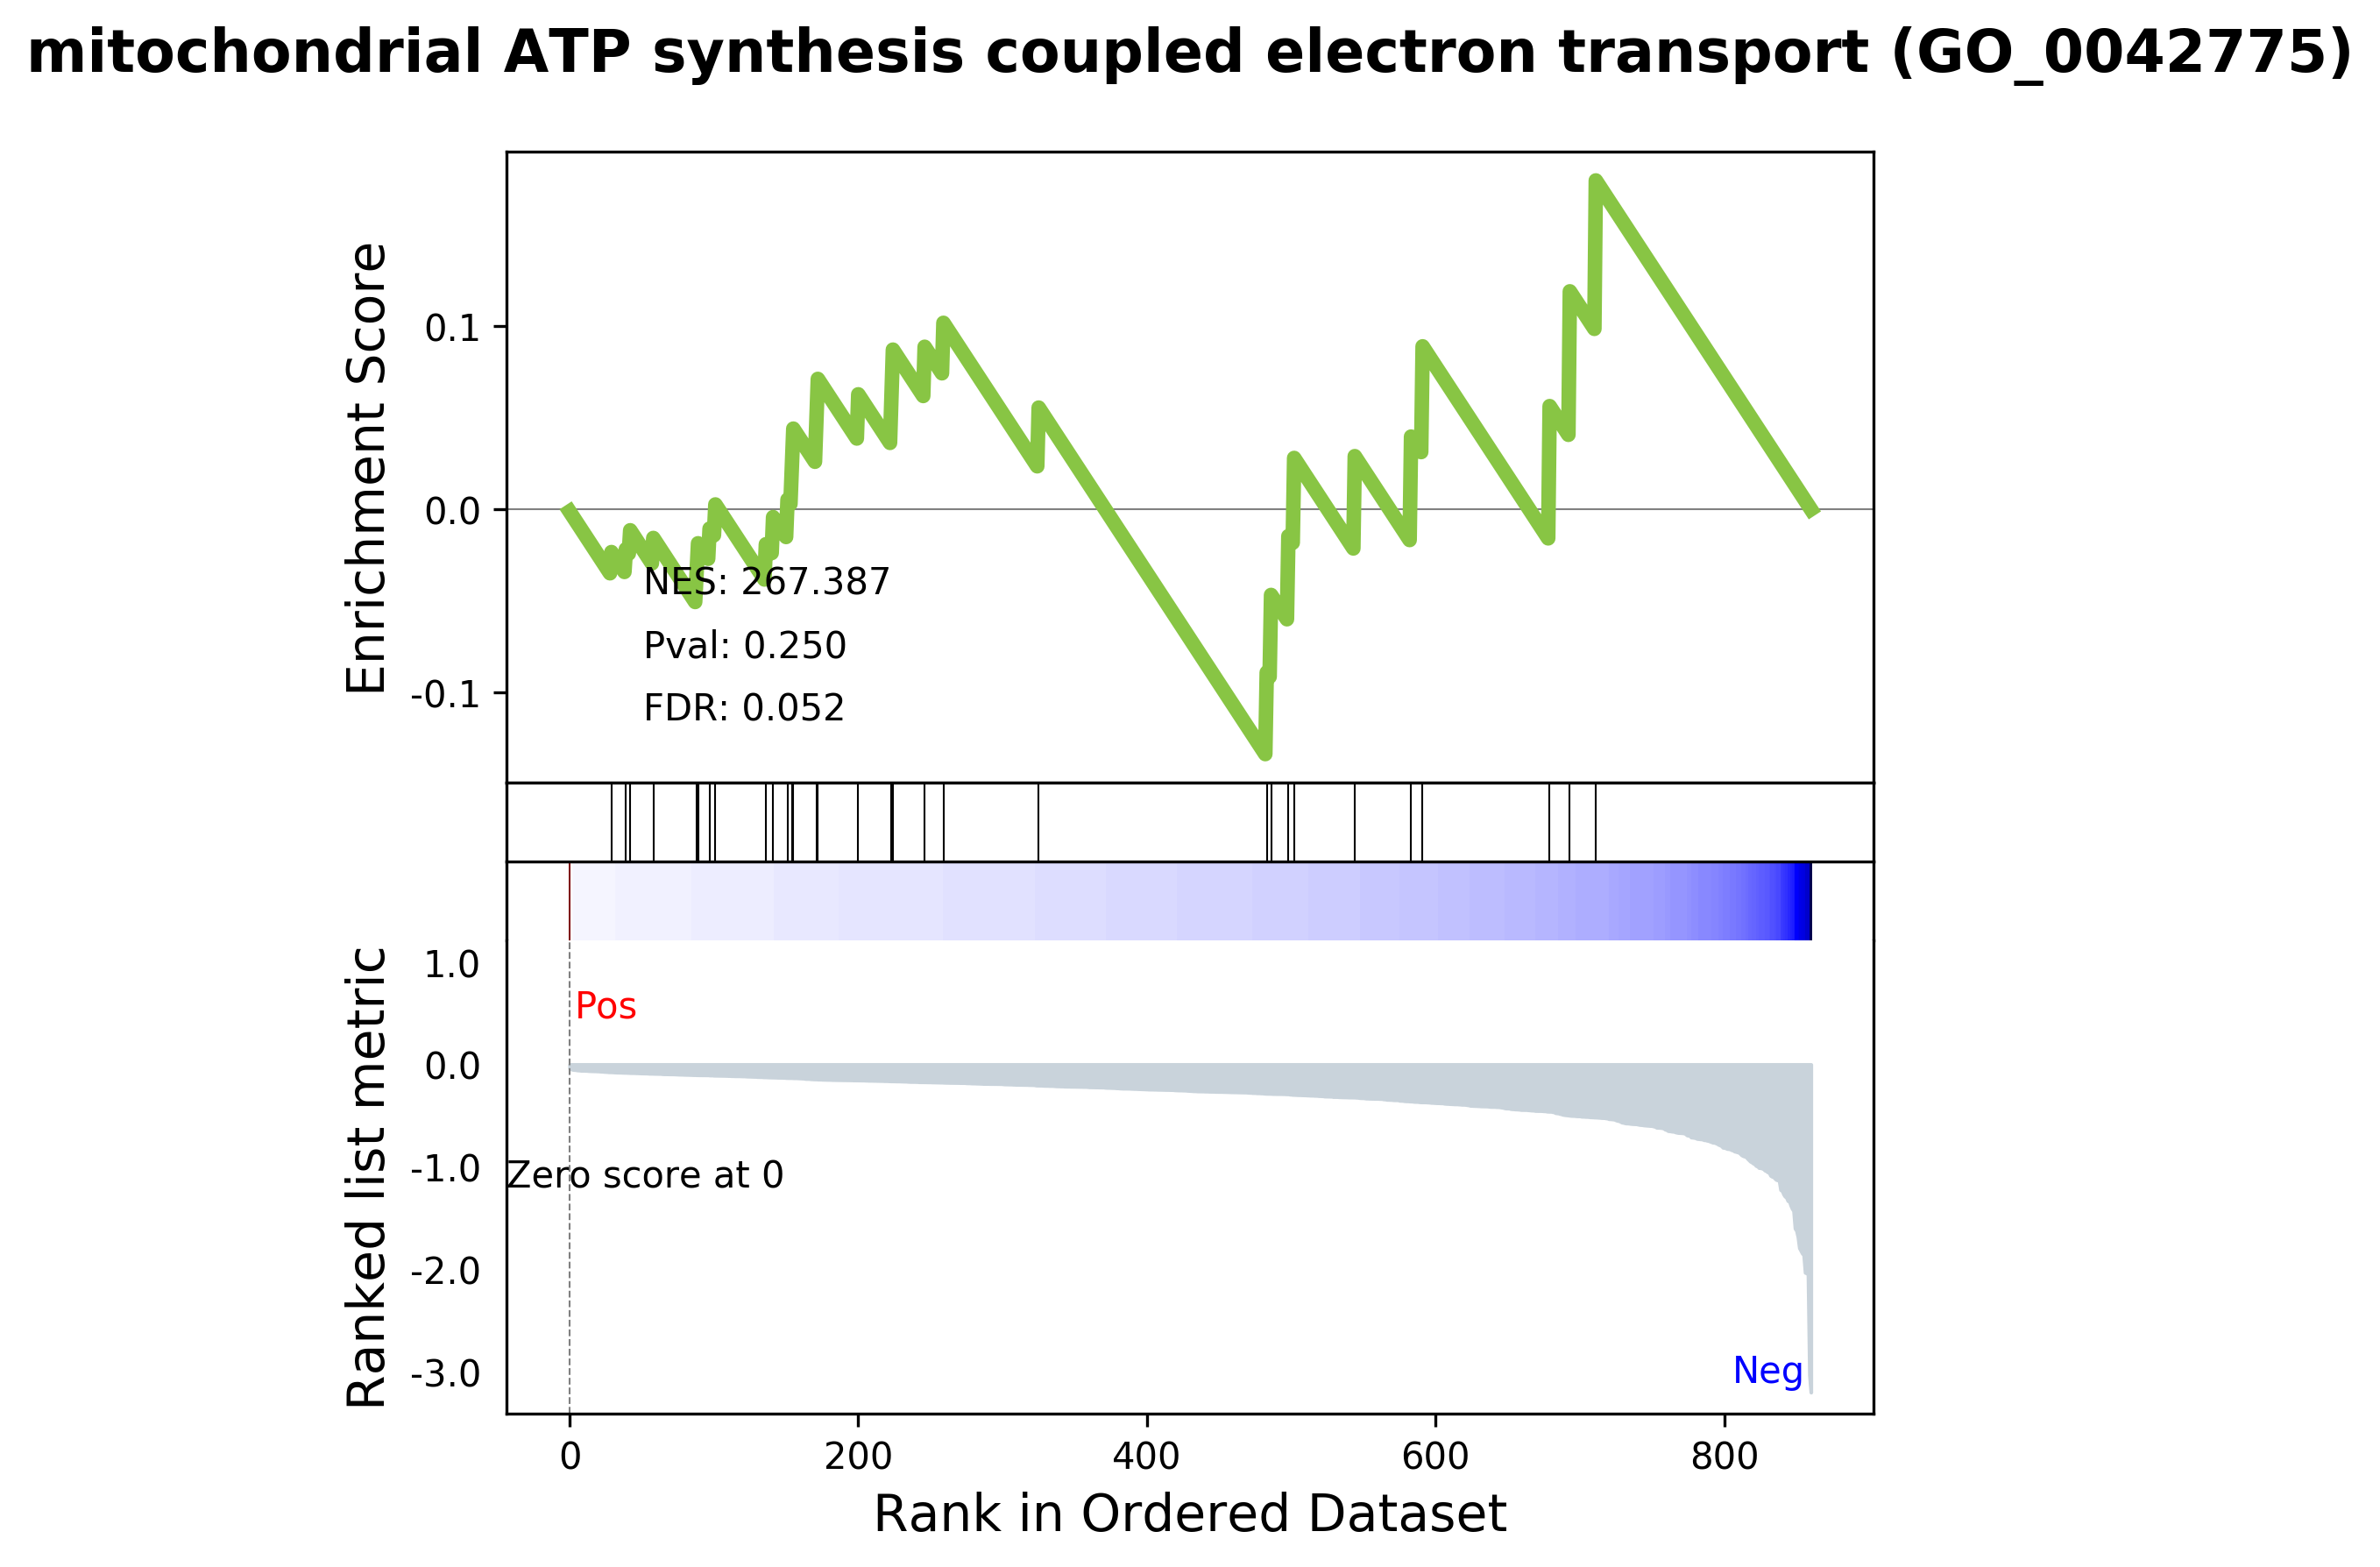 mitochondrial ATP synthesis coupled electron transport (GO_0042775)
Enrichment Score
0.1
0.0
-0.1
NES: 267.387
Pval: 0.250
FDR: 0.052
Ranked list metric
1.0
0.0
-1.0
-2.0
-3.0
Pos
Zero score at 0
Neg
0
200
400
600
800
Rank in Ordered Dataset